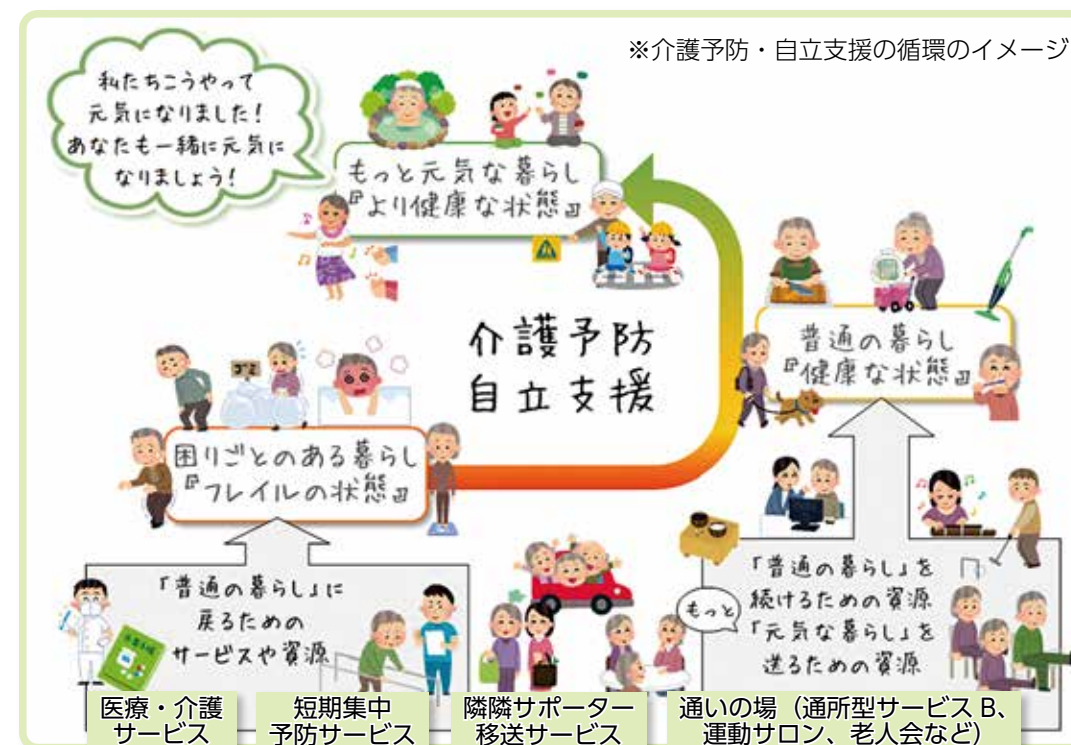 ※介護予防・自立支援の循環のイメージ
私たちこうやって
元気になりました!
あなたも一緒に元気に
なりましょう!
もっと元気な暮らし
『より健康な状態』
介護予防
自立支援
普通の暮らし
『健康な状態』
ゴミ
困りごとのある暮らし
『フレイルの状態』
「普通の暮らし」に
戻るための
サービスや資源
「普通の暮らし」を
続けるための資源
もっと
「元気な暮らし」を
送るための資源
医療・介護
サービス
短期集中
予防サービス
隣隣サポーター
移送サービス
通いの場（通所型サービスB、
運動サロン、老人会など）